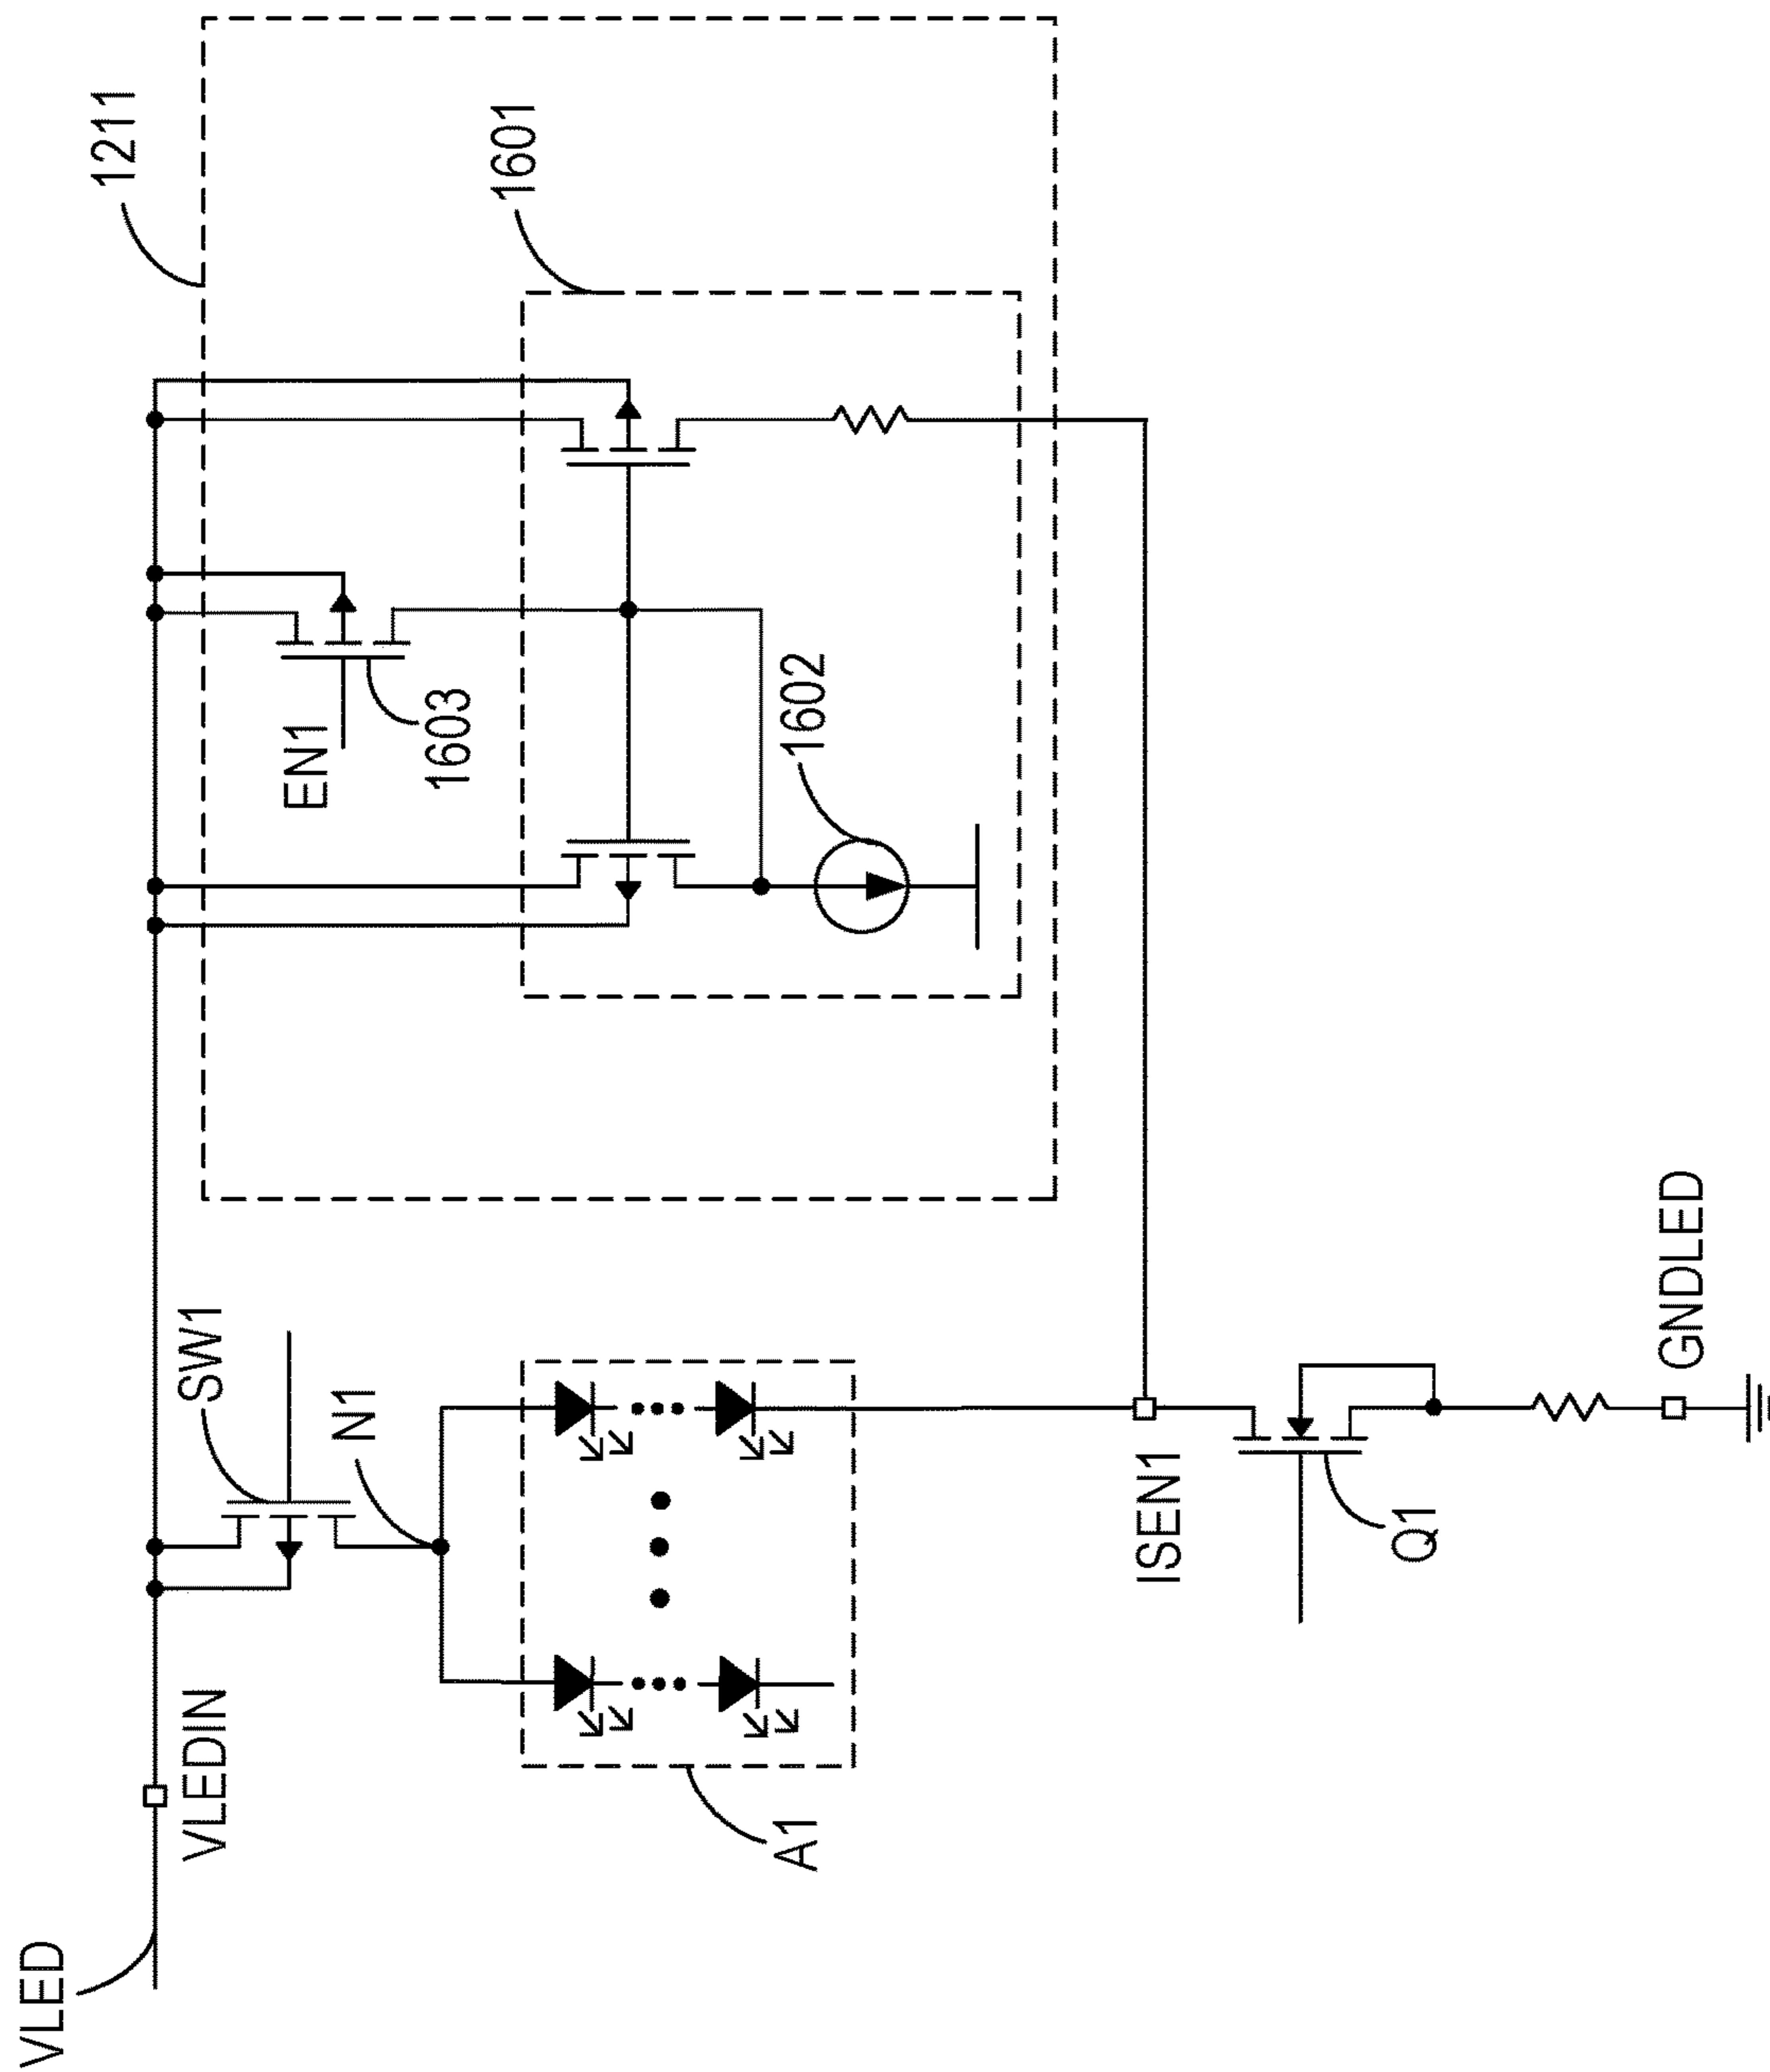 1211
1601
EN1
1603
1602
SW1
N1
VLED
VLEDIN
A1
ISEN1
Q1
GNDLED